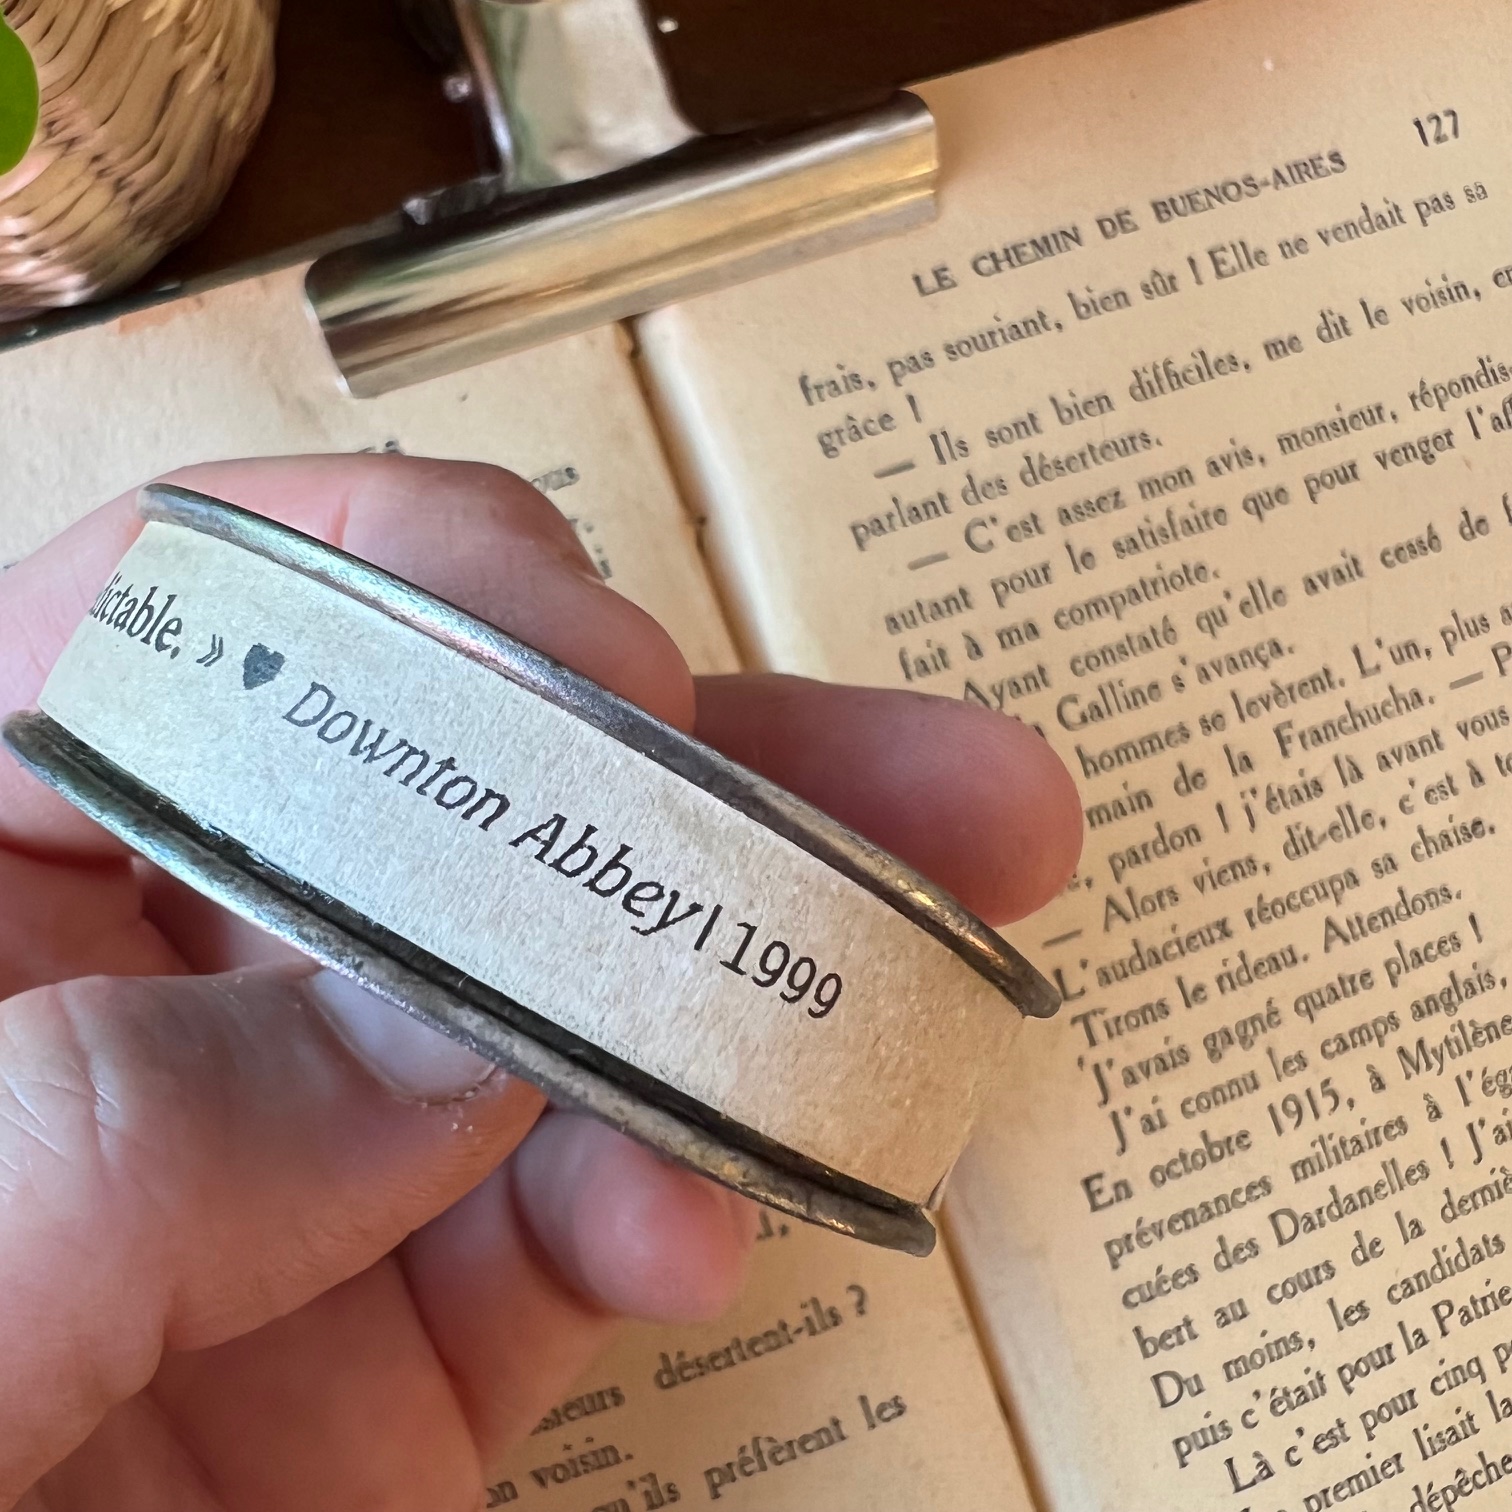 127
LE CHEMIN DE BUENOS-AIRES
frais, pas souriant, bien sûr ! Elle ne vendait pas sa
grâce !
— Ils sont bien difficiles, me dit le voisin,
parlant des déserteurs.
— C'est assez mon avis, monsieur, répondis-
autant pour le satisfaire que pour venger
fait à ma compatriote.
Ayant constaté qu'elle avait cessé de
Galline s'avança.
hommes se levèrent. L'un, plus
main de la Franchucha. —
pardon ! j'étais là avant vous
— Alors viens, dit-elle, c'est à
L'audacieux réoccupa sa chaise.
Tirons le rideau. Attendons.
J'avais gagné quatre places !
J'ai connu les camps anglais,
En octobre 1915, à Mytilène
prévenances militaires à
cuées des Dardanelles !
bert au cours de la
Du moins, les candidats
puis c'était pour la Patrie
Là c'est pour cinq
premier lisait
dictable. » ♥ Downton Abbey | 1999
désertent-ils ?
voisin.
qu'ils préfèrent les